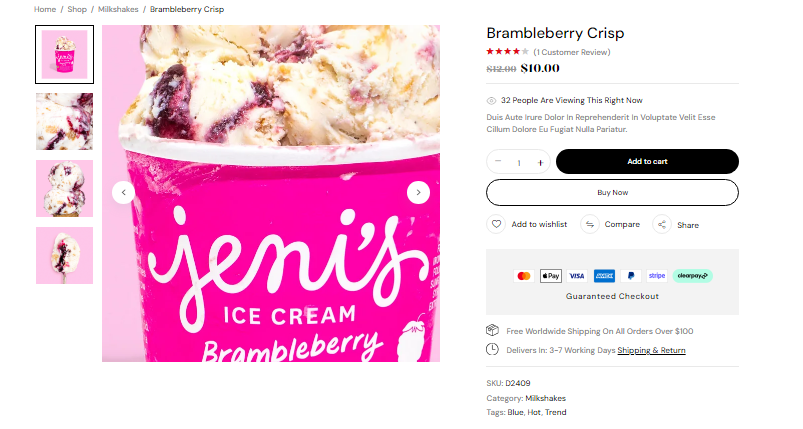 Home / Shop / Milkshakes / Brambleberry Crisp
jeni's
jeni's
ICE CREAM
Brambleberry
Brambleberry Crisp
(1 Customer Review)
$12.00 $10.00
32 People Are Viewing This Right Now
Duis Aute Irure Dolor In Reprehenderit In Voluptate Velit Esse
Cillum Dolore Eu Fugiat Nulla Pariatur.
− 1 +
Add to cart
Buy Now
Add to wishlist Compare Share
Pay VISA stripe clearpay
Guaranteed Checkout
Free Worldwide Shipping On All Orders Over $100
Delivers In: 3-7 Working Days Shipping & Return
SKU: D2409
Category: Milkshakes
Tags: Blue, Hot, Trend